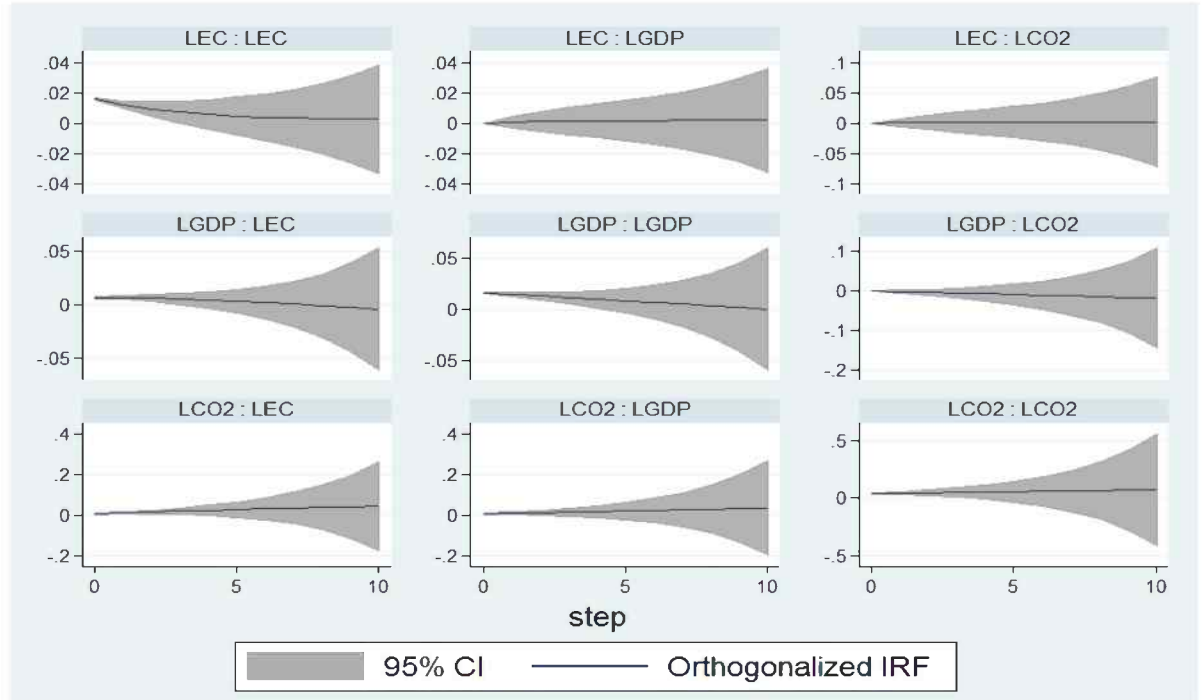 LEC : LEC
LEC : LGDP
LEC : LCO2
.04
.02
0
-.02
-.04
.04
.02
0
-.02
-.04
.1
.05
0
-.05
-.1
LGDP : LEC
LGDP : LGDP
LGDP : LCO2
.05
0
-.05
.05
0
-.05
.1
0
-.1
-.2
LCO2 : LEC
LCO2 : LGDP
LCO2 : LCO2
.4
.2
0
-.2
.4
.2
0
-.2
.5
0
-.5
0 5 10
0 5 10
0 5 10
step
95% CI
Orthogonalized IRF